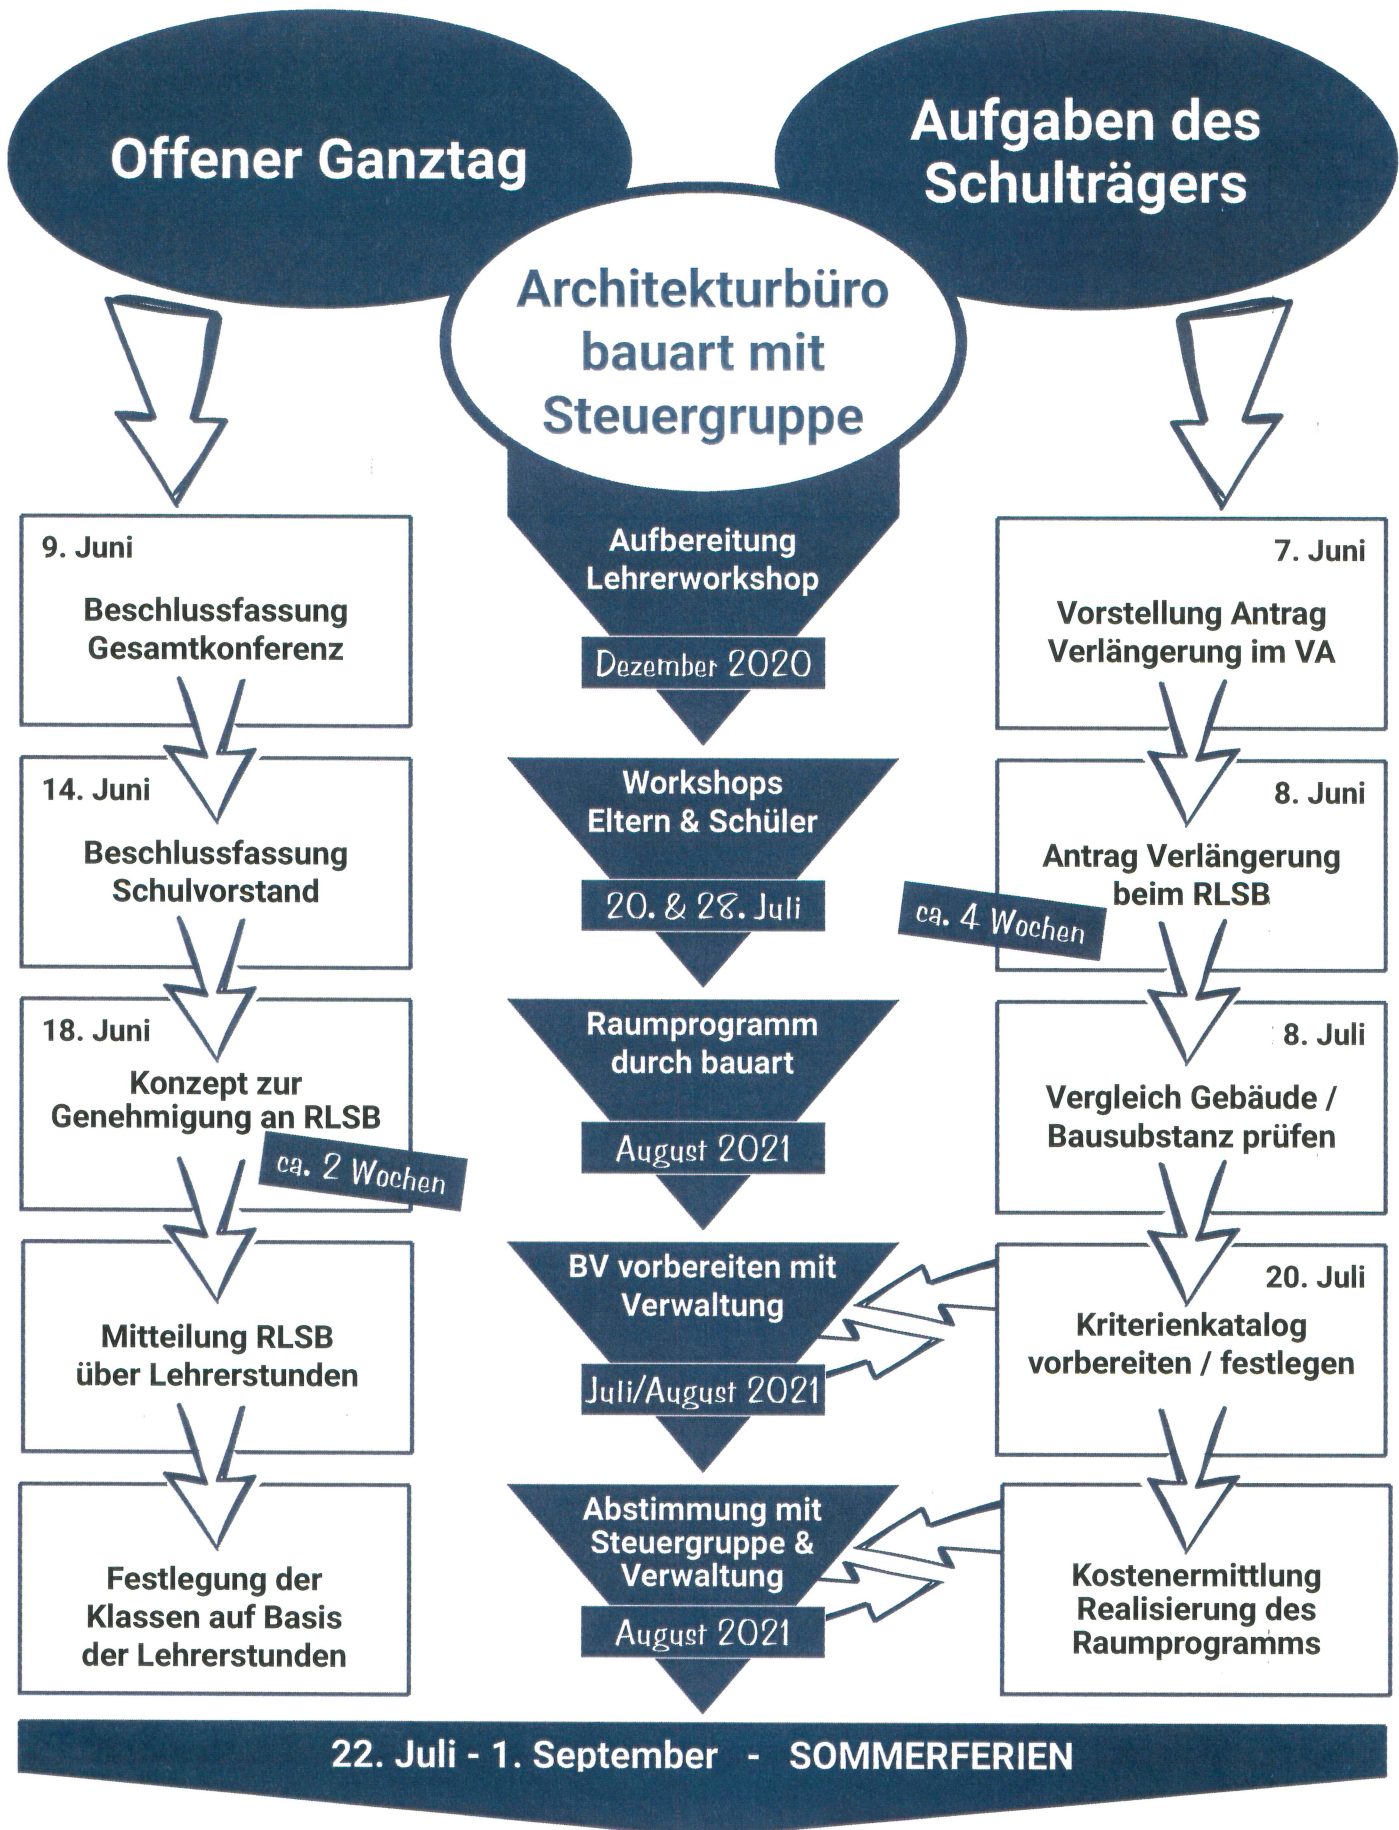 Offener Ganztag
Aufgaben des
Schulträgers
Architekturbüro
bauart mit
Steuergruppe
9. Juni
Beschlussfassung
Gesamtkonferenz
14. Juni
Beschlussfassung
Schulvorstand
18. Juni
Konzept zur
Genehmigung an RLSB
ca. 2 Wochen
Mitteilung RLSB
über Lehrerstunden
Festlegung der
Klassen auf Basis
der Lehrerstunden
Aufbereitung
Lehrerworkshop
Dezember 2020
Workshops
Eltern & Schüler
20. & 28. Juli
Raumprogramm
durch bauart
August 2021
BV vorbereiten mit
Verwaltung
Juli/August 2021
Abstimmung mit
Steuergruppe &
Verwaltung
August 2021
7. Juni
Vorstellung Antrag
Verlängerung im VA
8. Juni
Antrag Verlängerung
beim RLSB
ca. 4 Wochen
8. Juli
Vergleich Gebäude /
Bausubstanz prüfen
20. Juli
Kriterienkatalog
vorbereiten / festlegen
Kostenermittlung
Realisierung des
Raumprogramms
22. Juli - 1. September - SOMMERFERIEN